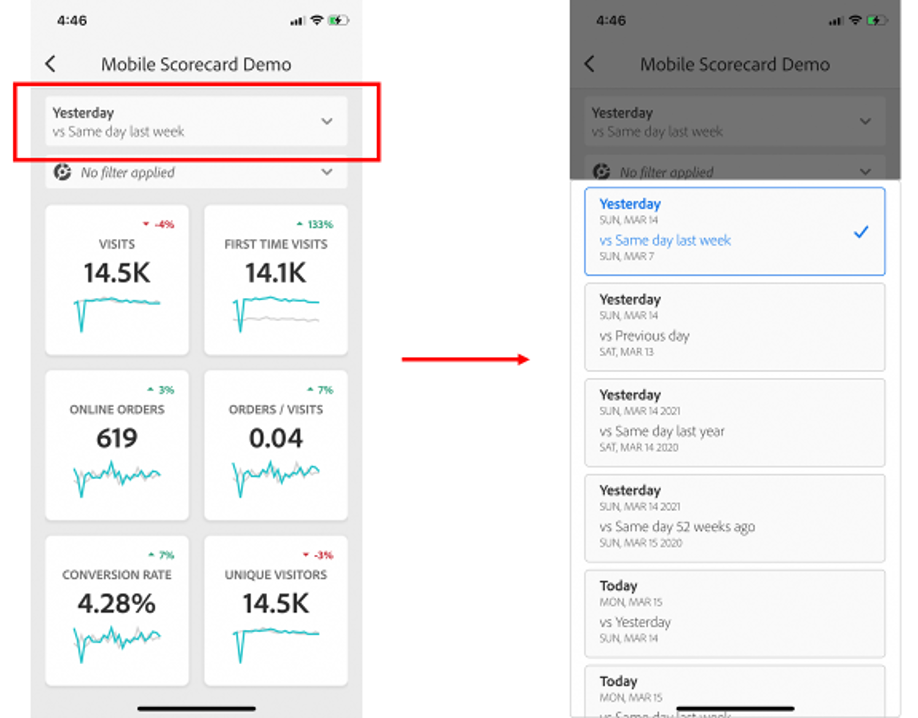 4:46
Mobile Scorecard Demo
Yesterday
vs Same day last week
No filter applied
-4%
VISITS
14.5K
133%
FIRST TIME VISITS
14.1K
3%
ONLINE ORDERS
619
7%
ORDERS / VISITS
0.04
7%
CONVERSION RATE
4.28%
-3%
UNIQUE VISITORS
14.5K
4:46
Mobile Scorecard Demo
Yesterday
vs Same day last week
No filter applied
Yesterday
SUN, MAR 14
vs Same day last week
SUN, MAR 7
Yesterday
SUN, MAR 14
vs Previous day
SAT, MAR 13
Yesterday
SUN, MAR 14 2021
vs Same day last year
SAT, MAR 14 2020
Yesterday
SUN, MAR 14 2021
vs Same day 52 weeks ago
SUN, MAR 15 2020
Today
MON, MAR 15
vs Yesterday
SUN, MAR 14
Today
MON, MAR 15
vs Same day last week